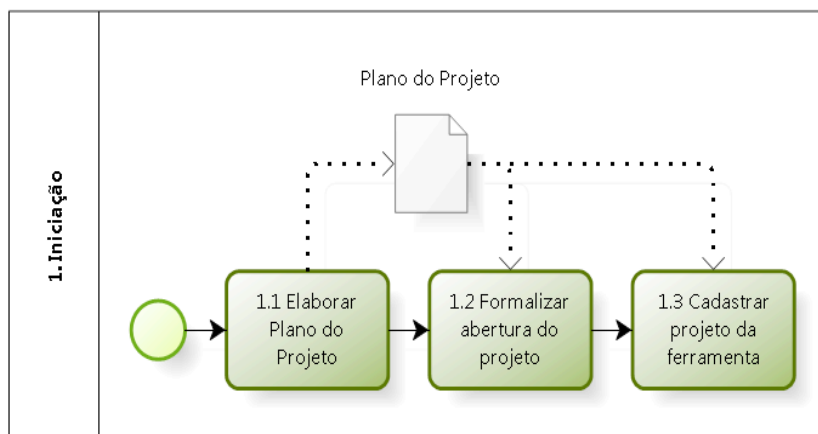 1.Iniciação
Plano do Projeto
1.1 Elaborar
Plano do
Projeto
1.2 Formalizar
abertura do
projeto
1.3 Cadastrar
projeto da
ferramenta